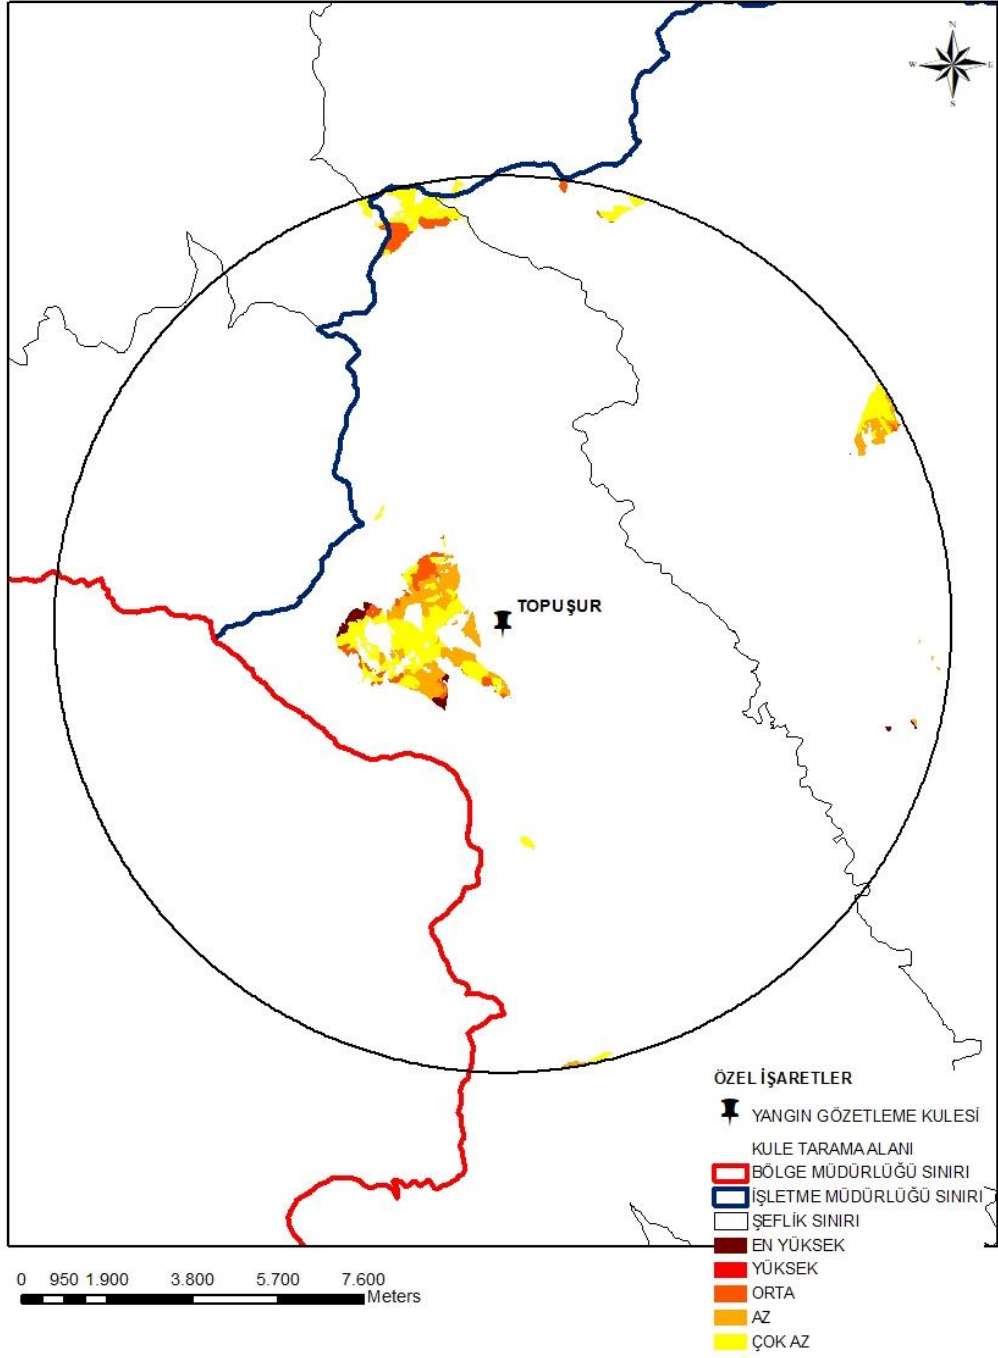 N
W E
S
TOPUŞUR
ÖZEL İŞARETLER
YANGIN GÖZETLEME KULESİ
KULE TARAMA ALANI
BÖLGE MÜDÜRLÜĞÜ SINIRI
İŞLETME MÜDÜRLÜĞÜ SINIRI
ŞEFLİK SINIRI
EN YÜKSEK
YÜKSEK
ORTA
AZ
ÇOK AZ
0 950 1.900 3.800 5.700 7.600
Meters